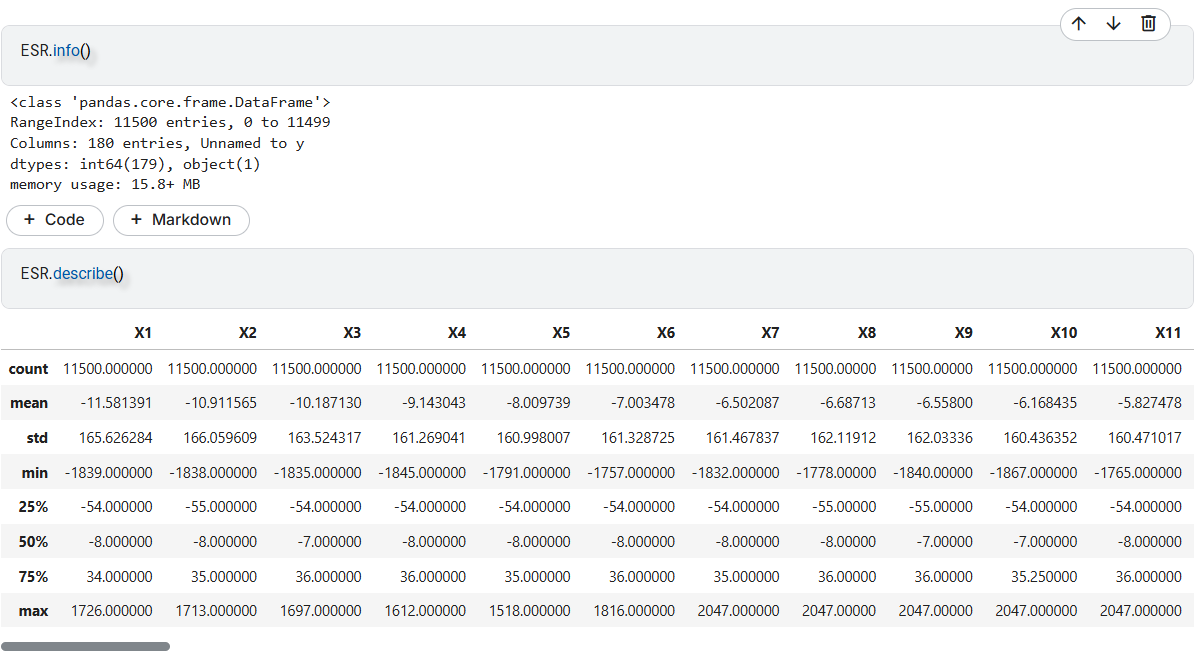 ESR.info()
<class 'pandas.core.frame.DataFrame'>
RangeIndex: 11500 entries, 0 to 11499
Columns: 180 entries, Unnamed to y
dtypes: int64(179), object(1)
memory usage: 15.8+ MB
+ Code + Markdown
ESR.describe()
X1 X2 X3 X4 X5 X6 X7 X8 X9 X10 X11
count 11500.000000 11500.000000 11500.000000 11500.000000 11500.000000 11500.000000 11500.000000 11500.00000 11500.00000 11500.000000 11500.000000
mean -11.581391 -10.911565 -10.187130 -9.143043 -8.009739 -7.003478 -6.502087 -6.68713 -6.55800 -6.168435 -5.827478
std 165.626284 166.059609 163.524317 161.269041 160.998007 161.328725 161.467837 162.11912 162.03336 160.436352 160.471017
min -1839.000000 -1838.000000 -1835.000000 -1845.000000 -1791.000000 -1757.000000 -1832.000000 -1778.00000 -1840.00000 -1867.000000 -1765.000000
25% -54.000000 -55.000000 -54.000000 -54.000000 -54.000000 -54.000000 -54.000000 -55.00000 -55.00000 -54.000000 -54.000000
50% -8.000000 -8.000000 -7.000000 -8.000000 -8.000000 -8.000000 -8.000000 -8.00000 -7.00000 -7.000000 -8.000000
75% 34.000000 35.000000 36.000000 36.000000 35.000000 36.000000 35.000000 36.00000 36.00000 35.250000 36.000000
max 1726.000000 1713.000000 1697.000000 1612.000000 1518.000000 1816.000000 2047.000000 2047.00000 2047.00000 2047.000000 2047.000000